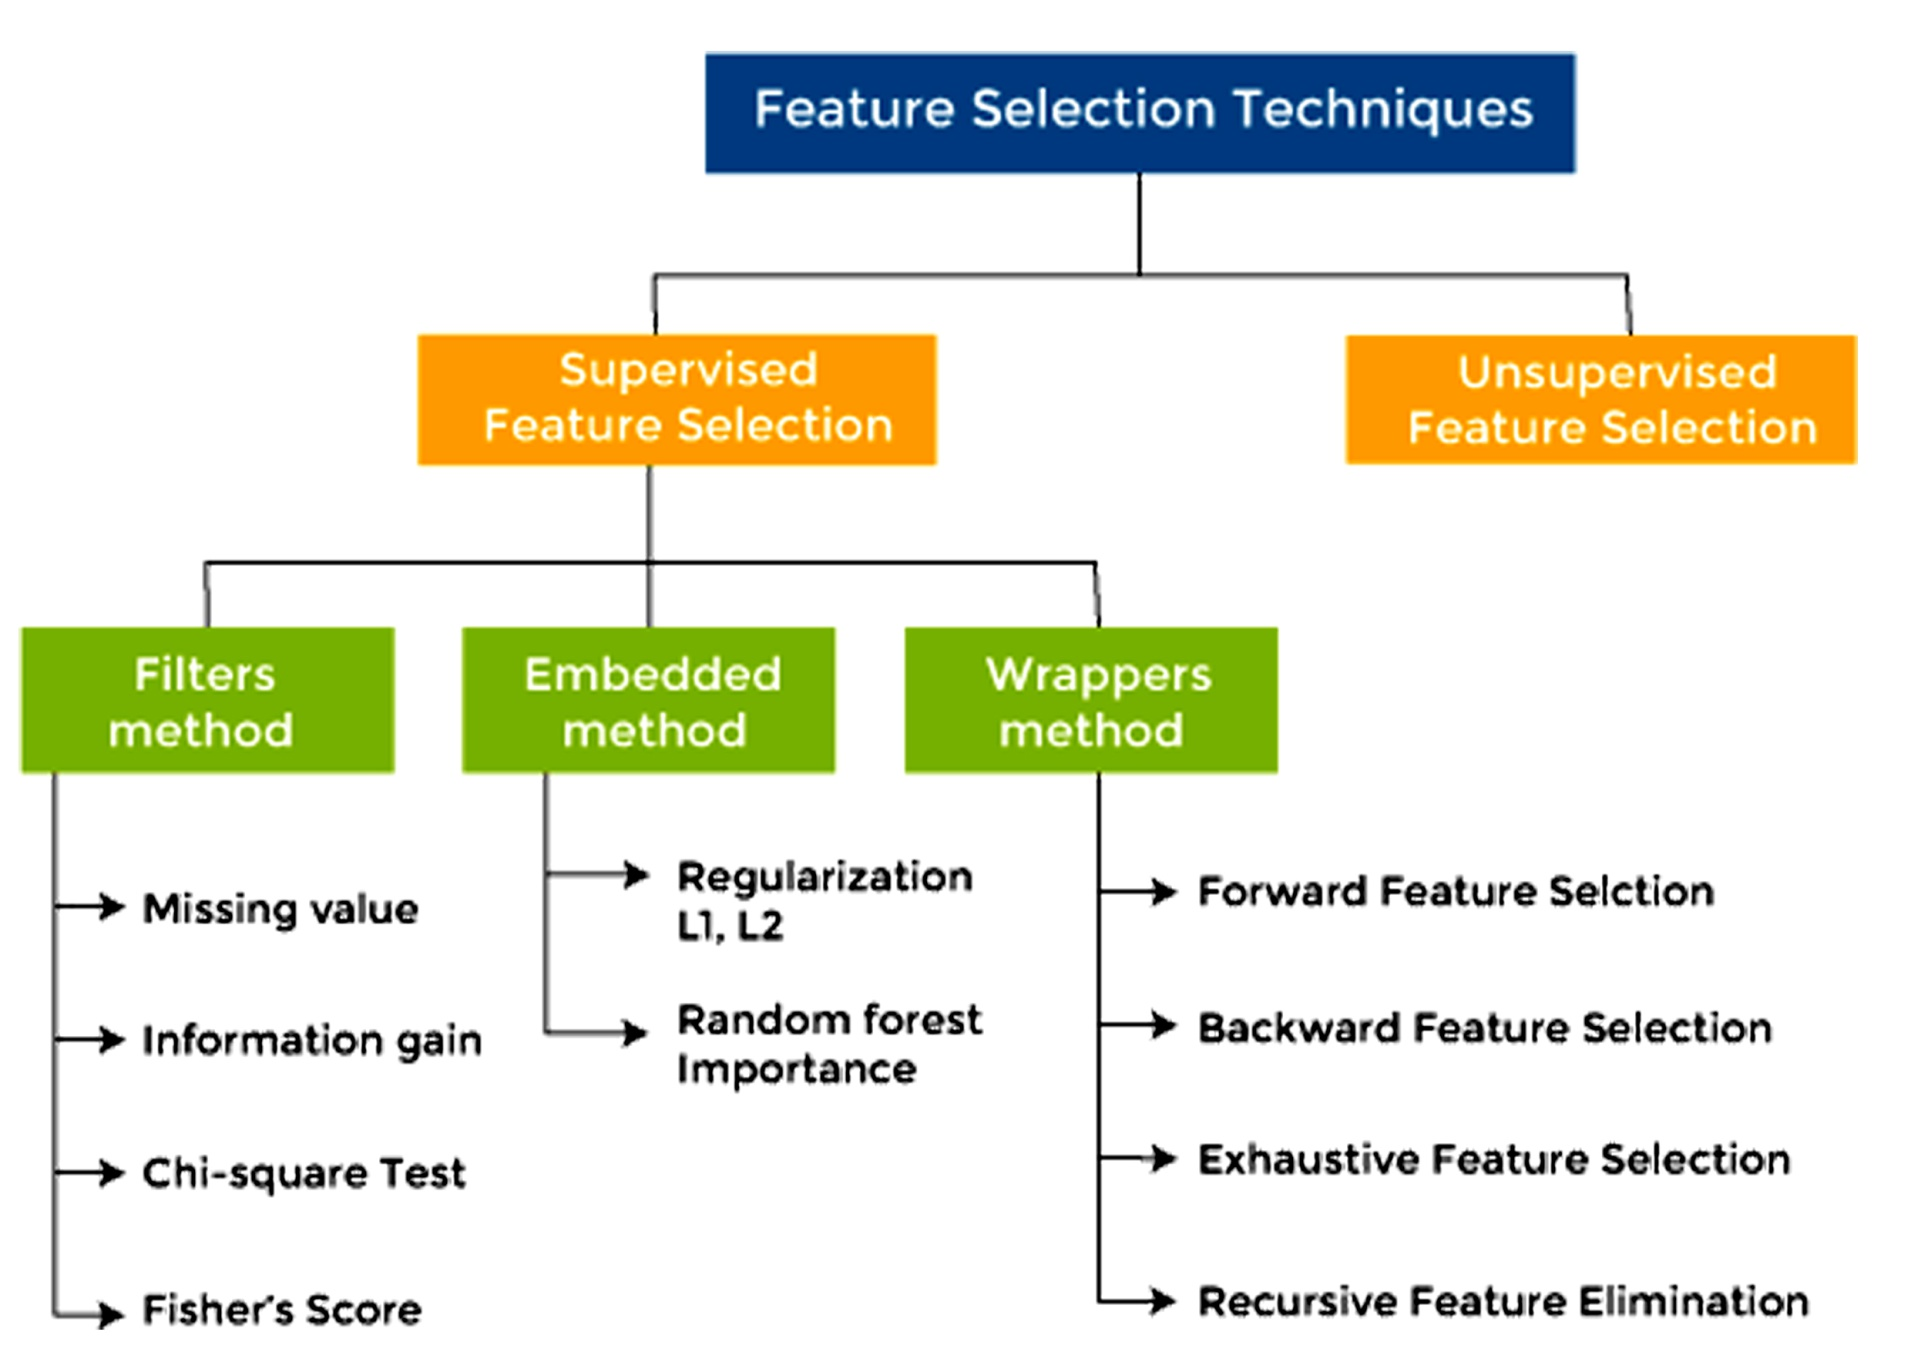 Feature Selection Techniques
Supervised
Feature Selection
Unsupervised
Feature Selection
Filters
method
Embedded
method
Wrappers
method
Missing value
Information gain
Chi-square Test
Fisher's Score
Regularization
L1, L2
Random forest
Importance
Forward Feature Selction
Backward Feature Selection
Exhaustive Feature Selection
Recursive Feature Elimination